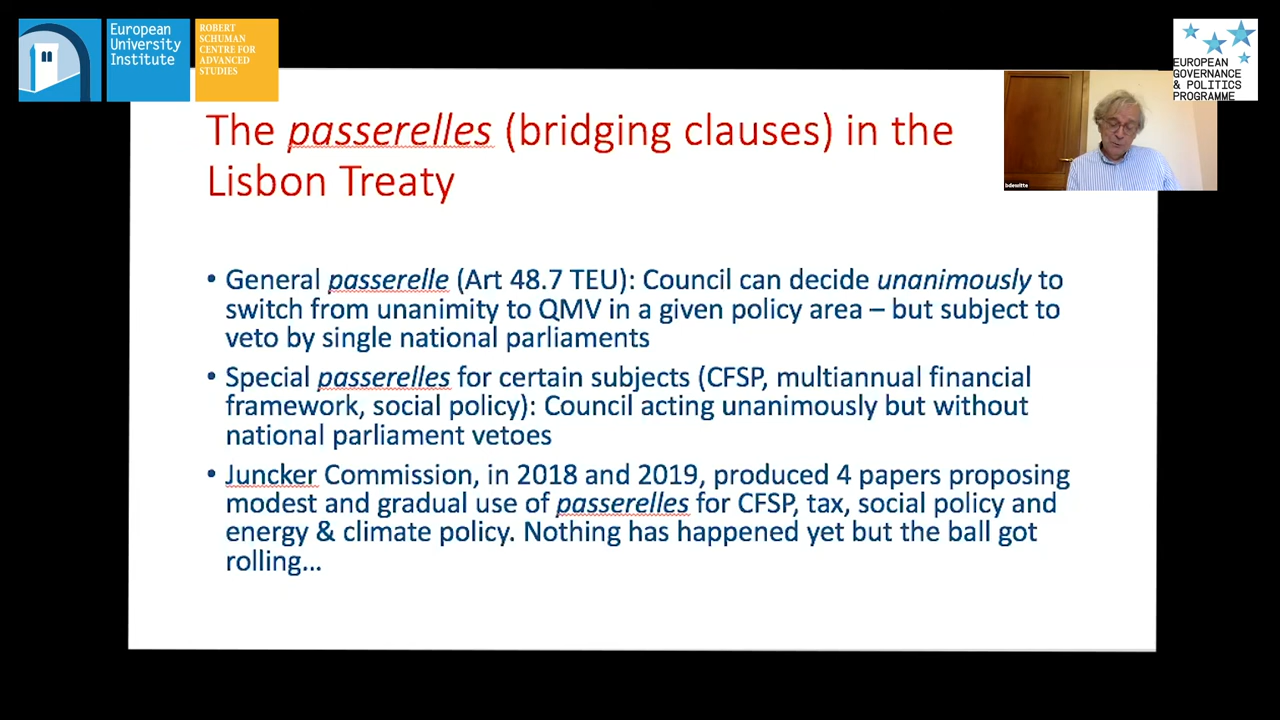 European
University
Institute
ROBERT
SCHUMAN
CENTRE FOR
ADVANCED
STUDIES
EUROPEAN
GOVERNANCE
& POLITICS
PROGRAMME
bdewitte
The passerelles (bridging clauses) in the
Lisbon Treaty
• General passerelle (Art 48.7 TEU): Council can decide unanimously to
switch from unanimity to QMV in a given policy area – but subject to
veto by single national parliaments
• Special passerelles for certain subjects (CFSP, multiannual financial
framework, social policy): Council acting unanimously but without
national parliament vetoes
• Juncker Commission, in 2018 and 2019, produced 4 papers proposing
modest and gradual use of passerelles for CFSP, tax, social policy and
energy & climate policy. Nothing has happened yet but the ball got
rolling…